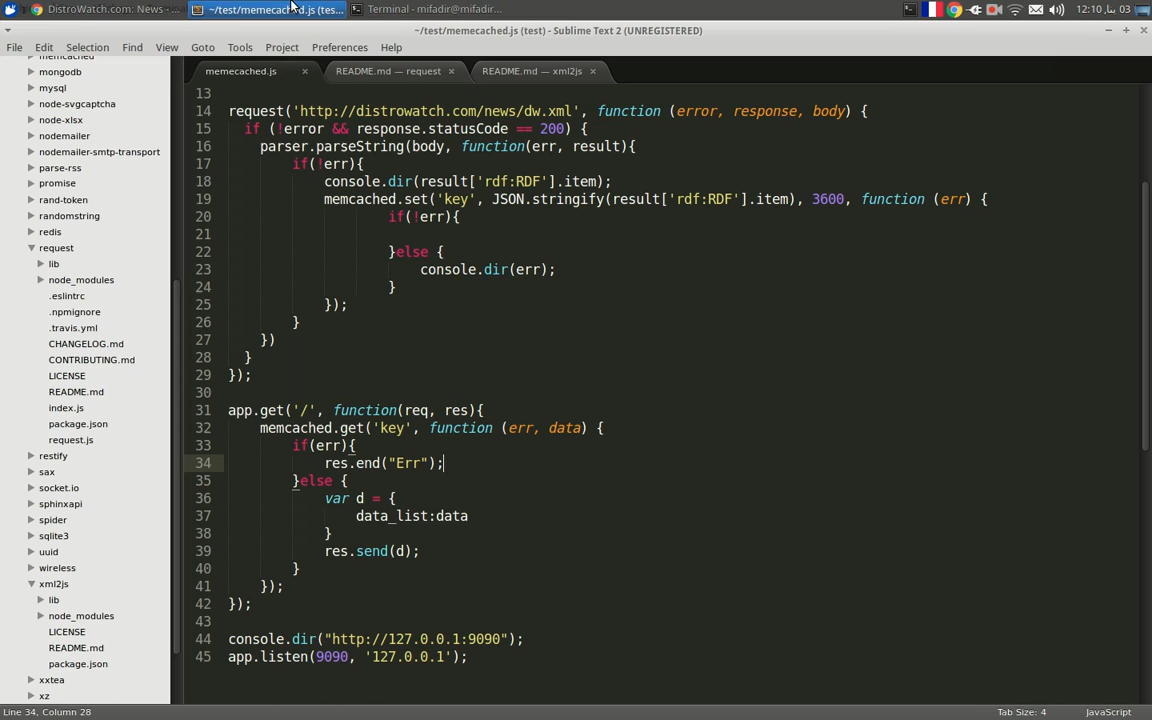 DistroWatch.com: News ...
~/test/memecached.js (tes...
Terminal - mifadir@mifadir...
12:10
~/test/memecached.js (test) - Sublime Text 2 (UNREGISTERED)
File Edit Selection Find View Goto Tools Project Preferences Help
memecached.js
README.md — request
README.md — xml2js
memcached
mongodb
mysql
node-svgcaptcha
node-xlsx
nodemailer
nodemailer-smtp-transport
parse-rss
promise
rand-token
randomstring
redis
request
lib
node_modules
.eslintrc
.npmignore
.travis.yml
CHANGELOG.md
CONTRIBUTING.md
LICENSE
README.md
index.js
package.json
request.js
restify
sax
socket.io
sphinxapi
spider
sqlite3
uuid
wireless
xml2js
lib
node_modules
LICENSE
README.md
package.json
xxtea
xz
13
14 request('http://distrowatch.com/news/dw.xml', function (error, response, body) {
15 if (!error && response.statusCode == 200) {
16 parser.parseString(body, function(err, result){
17 if(!err){
18 console.dir(result['rdf:RDF'].item);
19 memcached.set('key', JSON.stringify(result['rdf:RDF'].item), 3600, function (err) {
20 if(!err){
21
22 }else {
23 console.dir(err);
24 }
25 });
26 }
27 })
28 }
29 });
30
31 app.get('/', function(req, res){
32 memcached.get('key', function (err, data) {
33 if(err){
34 res.end("Err");
35 }else {
36 var d = {
37 data_list:data
38 }
39 res.send(d);
40 }
41 });
42 });
43
44 console.dir("http://127.0.0.1:9090");
45 app.listen(9090, '127.0.0.1');
Line 34, Column 28
Tab Size: 4
JavaScript